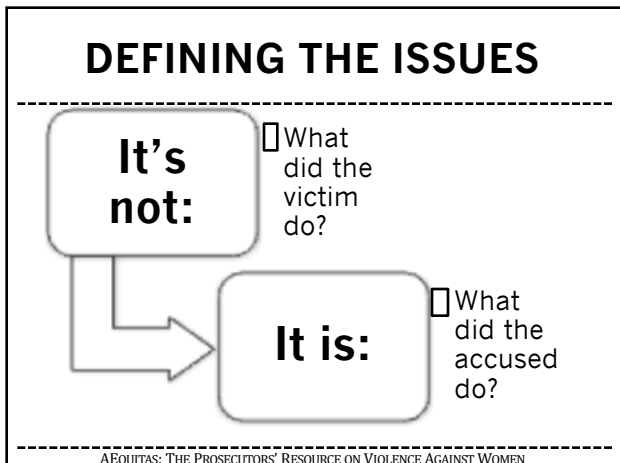 DEFINING THE ISSUES
It’s
not:
What
did the
victim
do?
It is:
What
did the
accused
do?
AEQUITAS: THE PROSECUTORS’ RESOURCE ON VIOLENCE AGAINST WOMEN